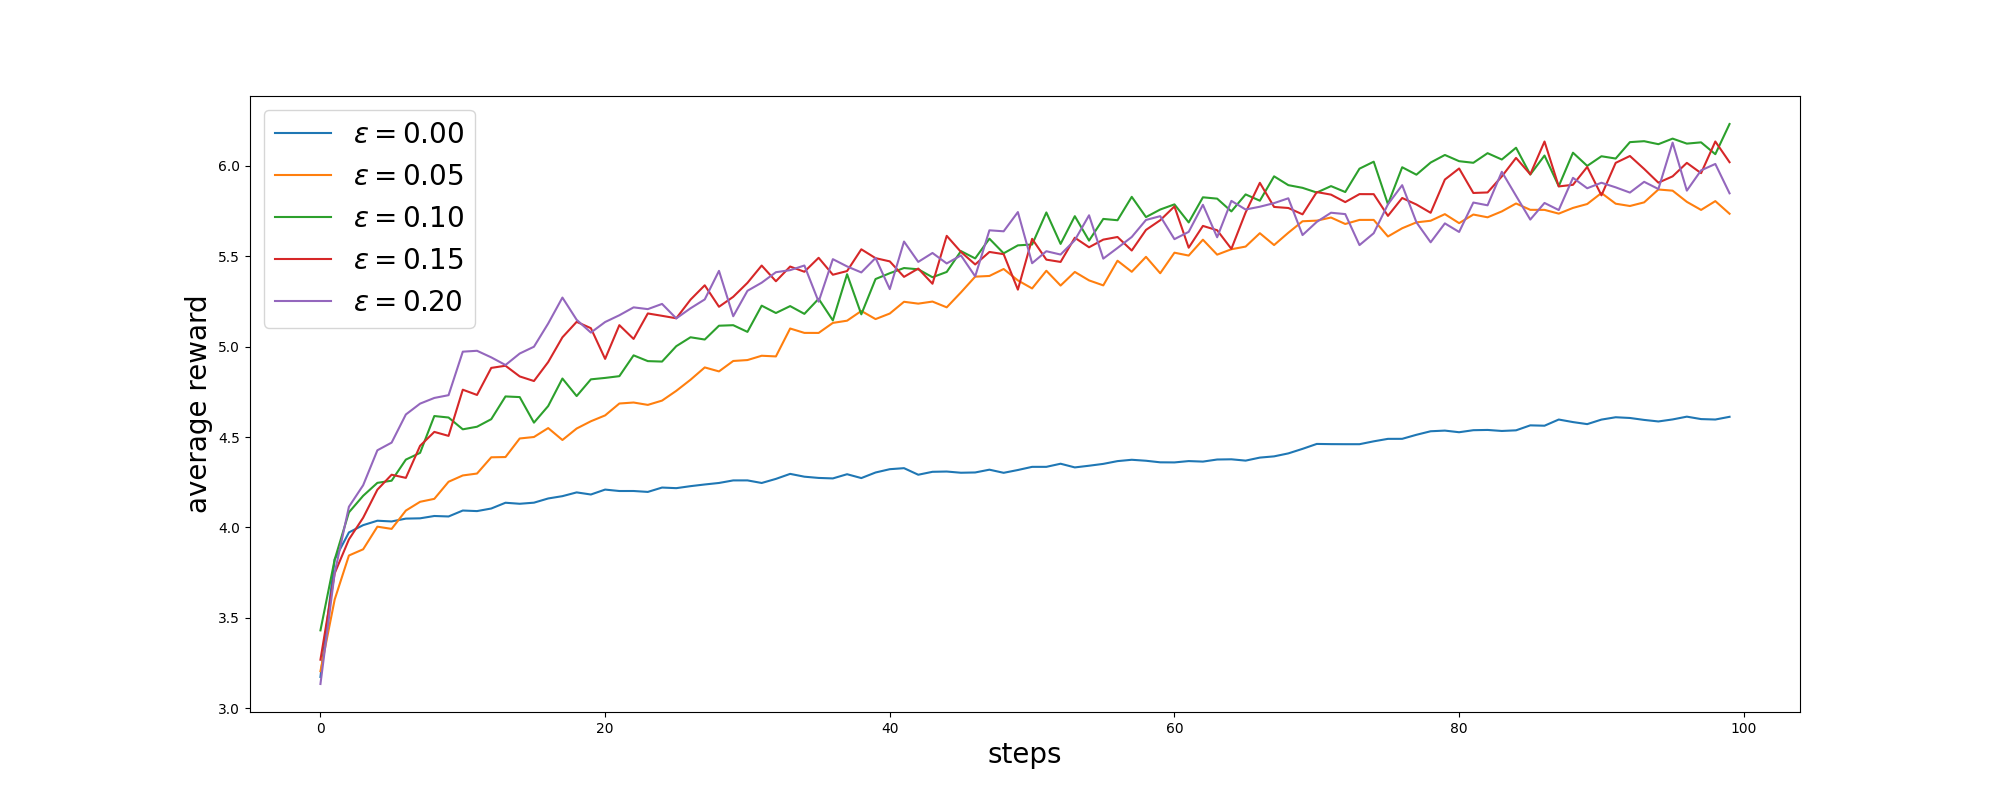 ε = 0.00
ε = 0.05
ε = 0.10
ε = 0.15
ε = 0.20
average reward
6.0
5.5
5.0
4.5
4.0
3.5
3.0
0 20 40 60 80 100
steps